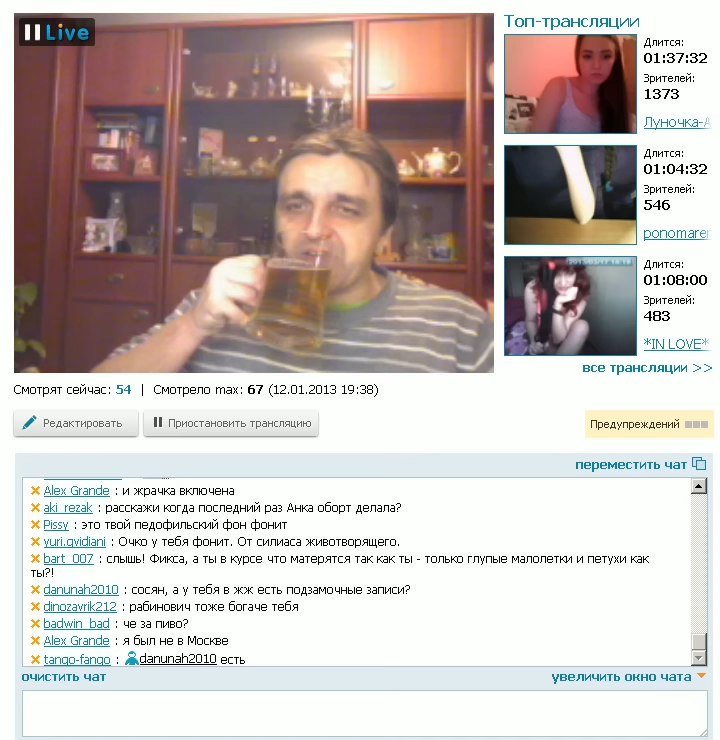 Live
Топ-трансляции
Длится:
01:37:32
Зрителей:
1373
Луночка-А
Длится:
01:04:32
Зрителей:
546
ponomarer
Длится:
01:08:00
Зрителей:
483
*IN LOVE*
все трансляции >>
Смотрят сейчас: 54 | Смотрело max: 67 (12.01.2013 19:38)
Редактировать
Приостановить трансляцию
Предупреждений
переместить чат
Alex Grande : и жрачка включена
aki_rezak : расскажи когда последний раз Анка оборт делала?
Pissy : это твой педофильский фон фонит
yuri.gvidiani : Очко у тебя фонит. От силиаса животворящего.
bart_007 : слышь! Фикса, а ты в курсе что матерятся так как ты - только глупые малолетки и петухи как
ты?!
danunah2010 : сосян, а у тебя в жж есть подзамочные записи?
dinozavrik212 : рабинович тоже богаче тебя
badwin_bad : че за пиво?
Alex Grande : я был не в Москве
tango-fango : danunah2010 есть
очистить чат
увеличить окно чата